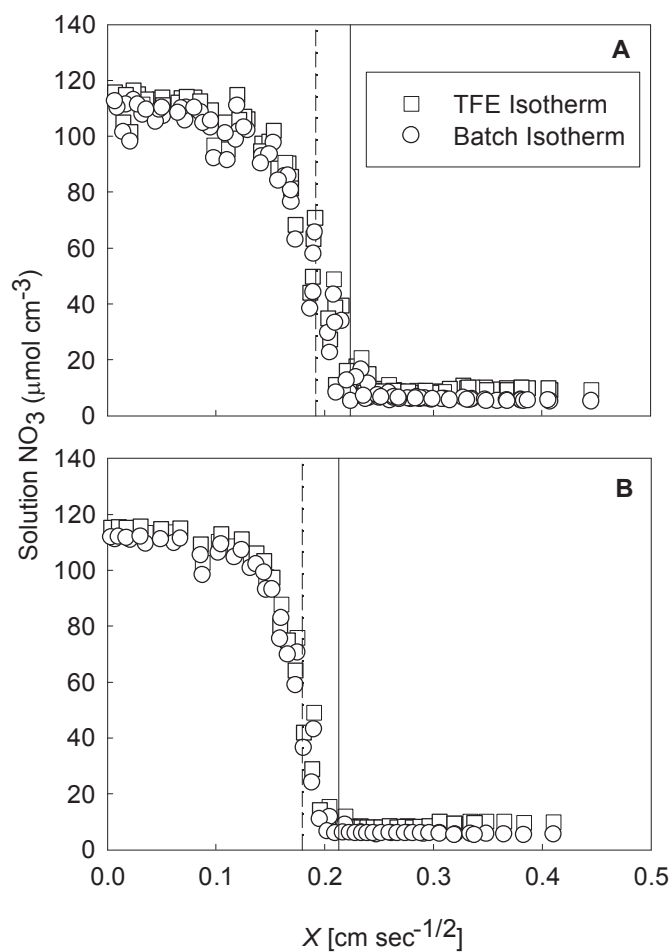 140
A
120
TFE Isotherm
Batch Isotherm
100
80
60
40
20
0
Solution NO3 (μmol cm-3)
140
B
120
100
80
60
40
20
0
0.0 0.1 0.2 0.3 0.4 0.5
X [cm sec-1/2]